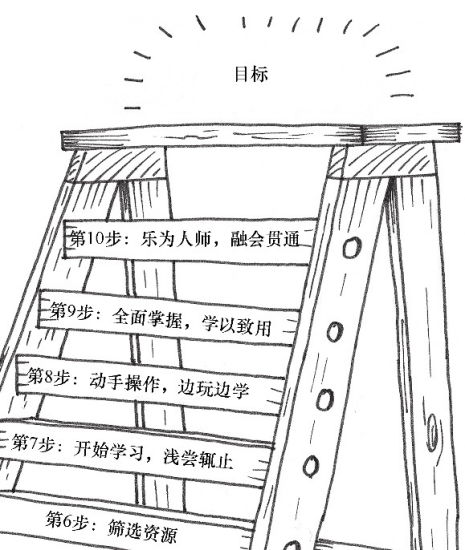 目标
第10步：乐为人师，融会贯通
第9步：全面掌握，学以致用
第8步：动手操作，边玩边学
第7步：开始学习，浅尝辄止
第6步：筛选资源